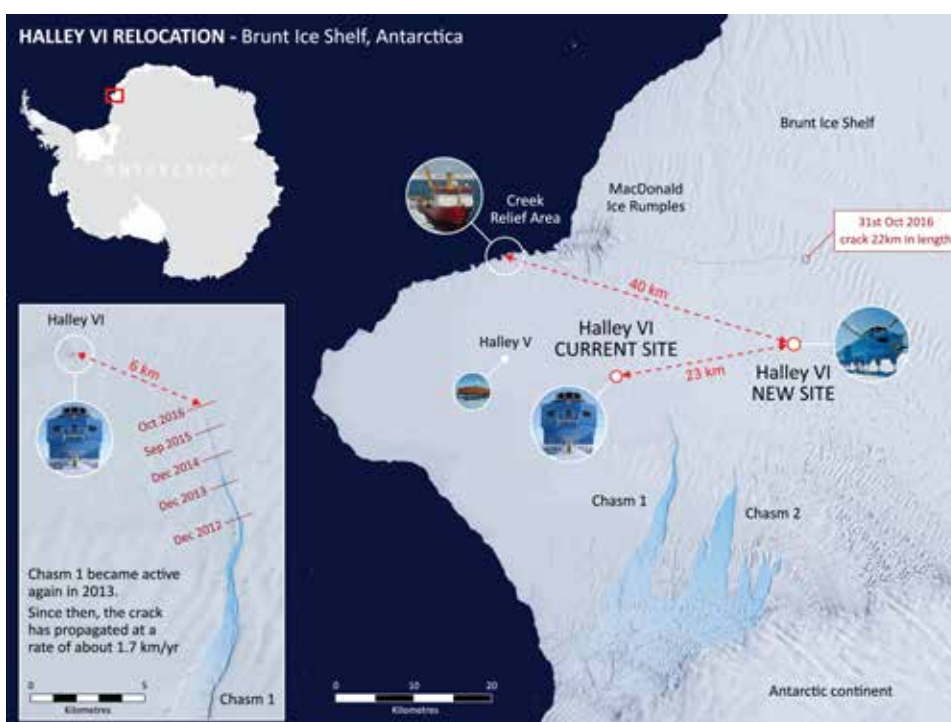 HALLEY VI RELOCATION - Brunt Ice Shelf, Antarctica
ANTARCTICA
Brunt Ice Shelf
MacDonald
Ice Rumples
Creek
Relief Area
31st Oct 2016
crack 22km in length
40 km
Halley V
Halley VI
CURRENT SITE
23 km
Halley VI
NEW SITE
Chasm 1
Chasm 2
Antarctic continent
0 10 20
Kilometres
Halley VI
6 km
Oct 2016
Sep 2015
Dec 2014
Dec 2013
Dec 2012
Chasm 1 became active
again in 2013.
Since then, the crack
has propagated at a
rate of about 1.7 km/yr
0 5
Kilometres
Chasm 1